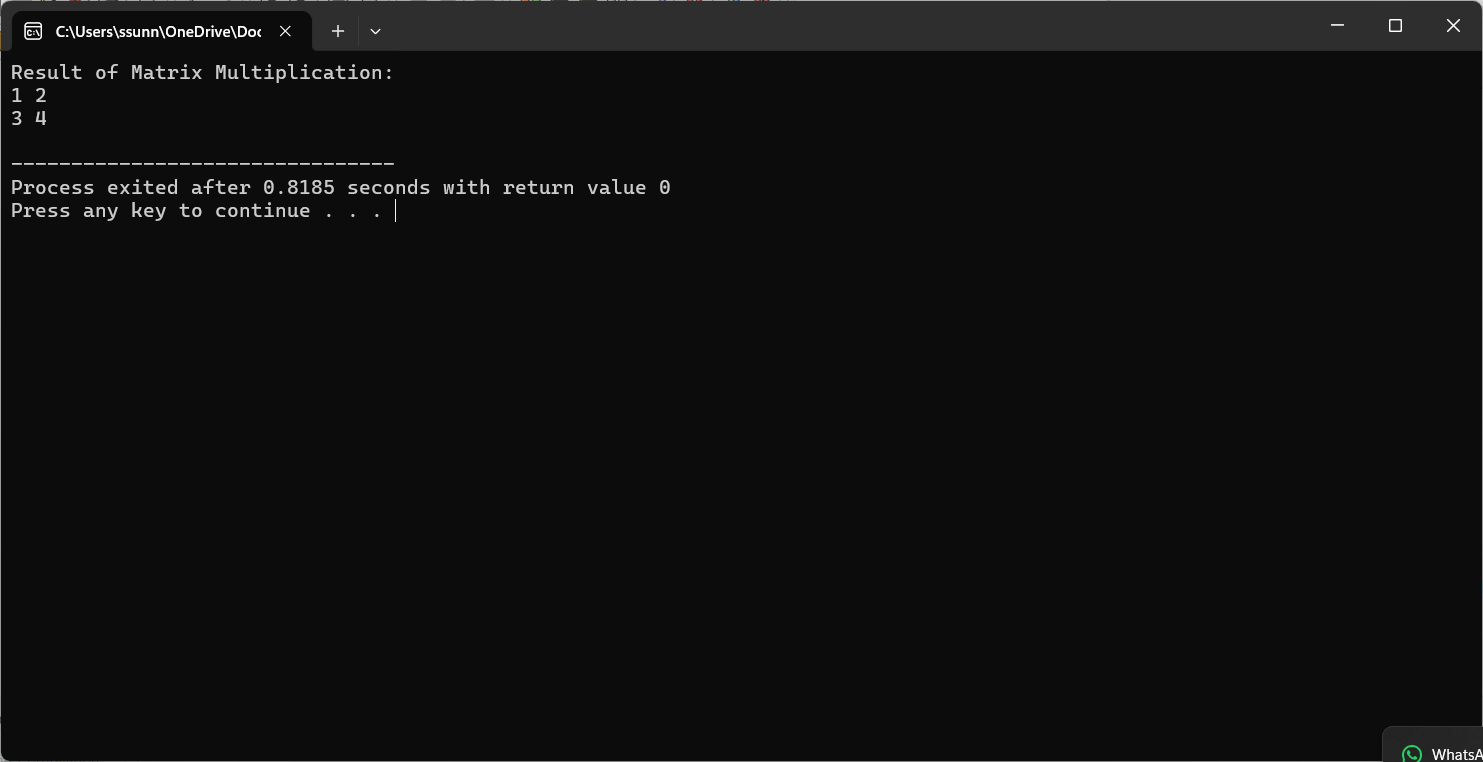 C:\Users\ssunn\OneDrive\Doc
Result of Matrix Multiplication:
1 2
3 4
--------------------------------
Process exited after 0.8185 seconds with return value 0
Press any key to continue . . .
WhatsA